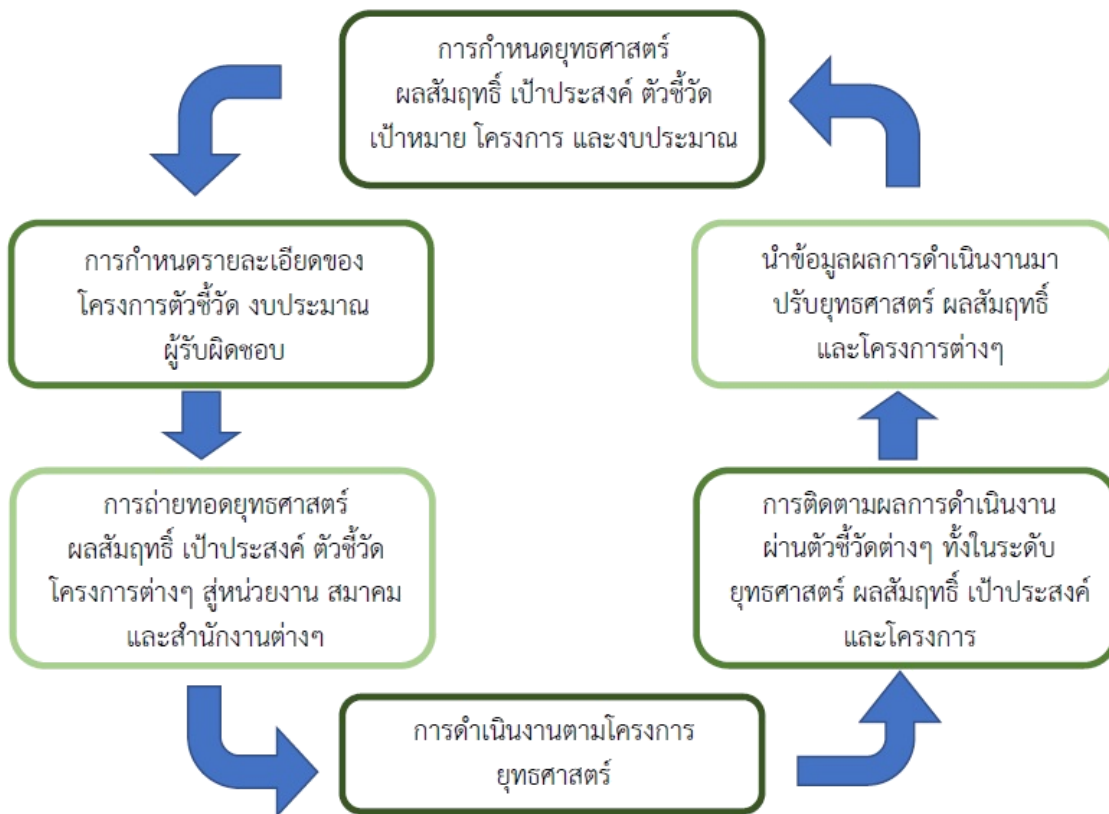 การกำหนดยุทธศาสตร์
ผลสัมฤทธิ์ เป้าประสงค์ ตัวชี้วัด
เป้าหมาย โครงการ และงบประมาณ
การกำหนดรายละเอียดของ
โครงการตัวชี้วัด งบประมาณ
ผู้รับผิดชอบ
การถ่ายทอดยุทธศาสตร์
ผลสัมฤทธิ์ เป้าประสงค์ ตัวชี้วัด
โครงการต่างๆ สู่หน่วยงาน สมาคม
และสำนักงานต่างๆ
การดำเนินงานตามโครงการ
ยุทธศาสตร์
การติดตามผลการดำเนินงาน
ผ่านตัวชี้วัดต่างๆ ทั้งในระดับ
ยุทธศาสตร์ ผลสัมฤทธิ์ เป้าประสงค์
และโครงการ
นำข้อมูลผลการดำเนินงานมา
ปรับยุทธศาสตร์ ผลสัมฤทธิ์
และโครงการต่างๆ